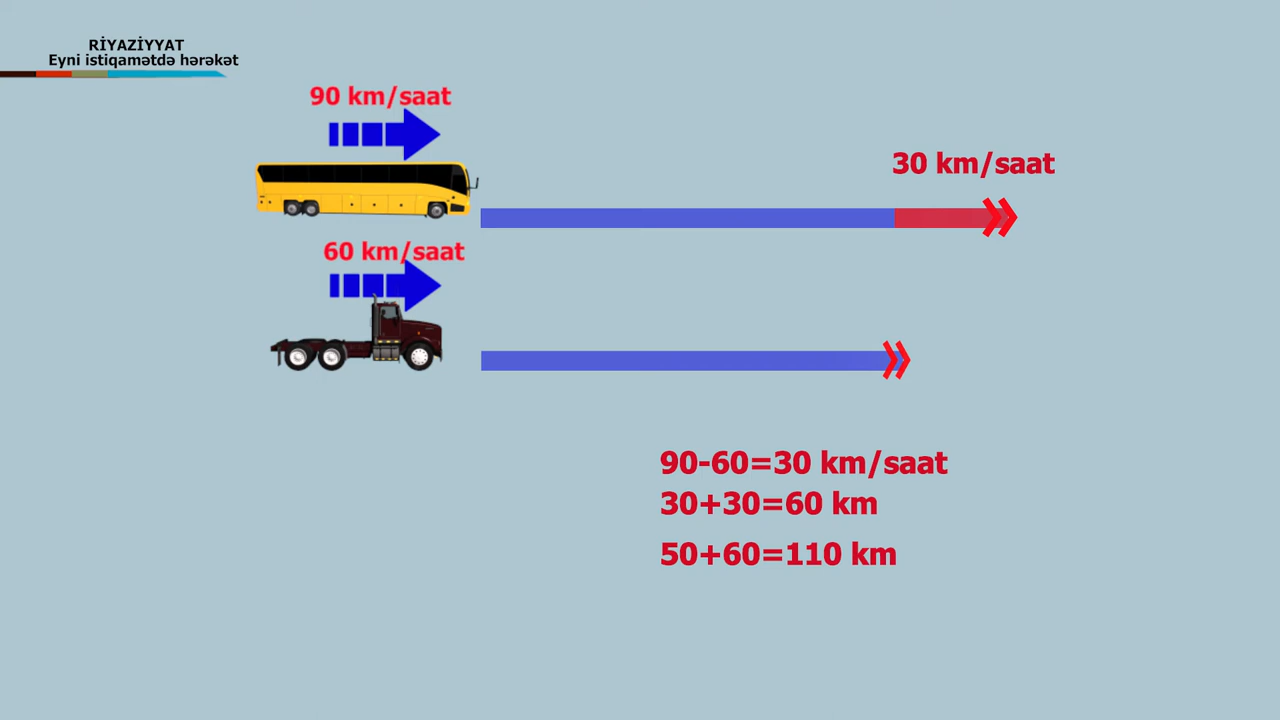 RİYAZİYYAT
Eyni istiqamətdə hərəkət
90 km/saat
30 km/saat
60 km/saat
90-60=30 km/saat
30+30=60 km
50+60=110 km